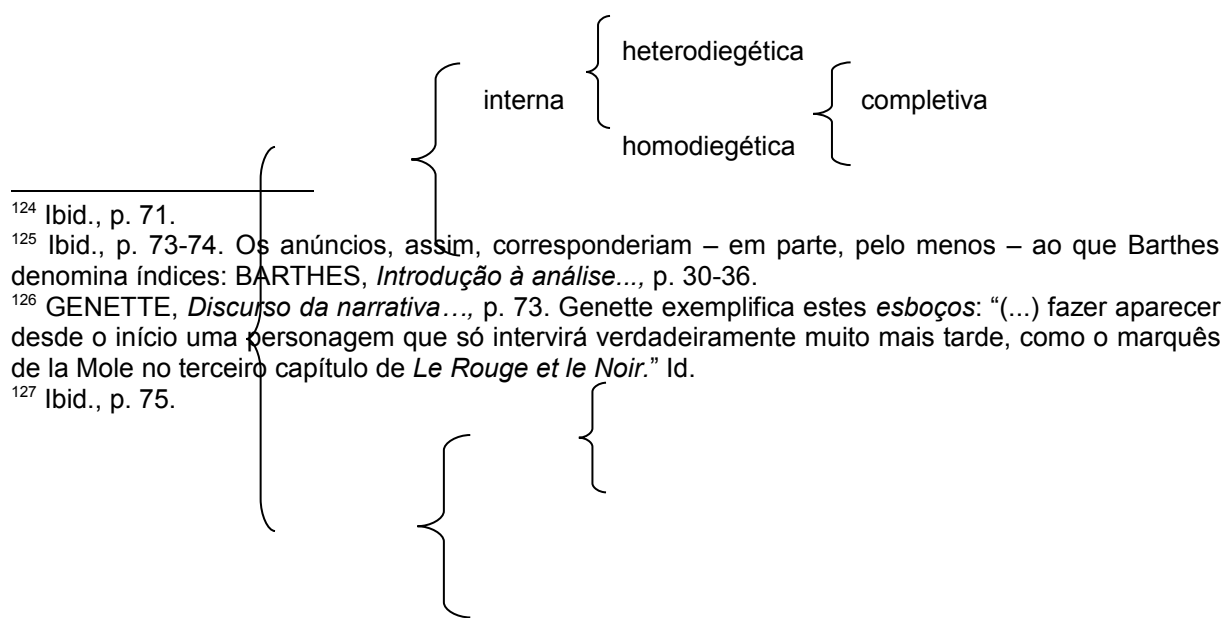 heterodiegética
interna
completiva
homodiegética
124 Ibid., p. 71.
125 Ibid., p. 73-74. Os anúncios, assim, corresponderiam – em parte, pelo menos – ao que Barthes
denomina índices: BARTHES, Introdução à análise..., p. 30-36.
126 GENETTE, Discurso da narrativa…, p. 73. Genette exemplifica estes esboços: “(...) fazer aparecer
desde o início uma personagem que só intervirá verdadeiramente muito mais tarde, como o marquês
de la Mole no terceiro capítulo de Le Rouge et le Noir.” Id.
127 Ibid., p. 75.